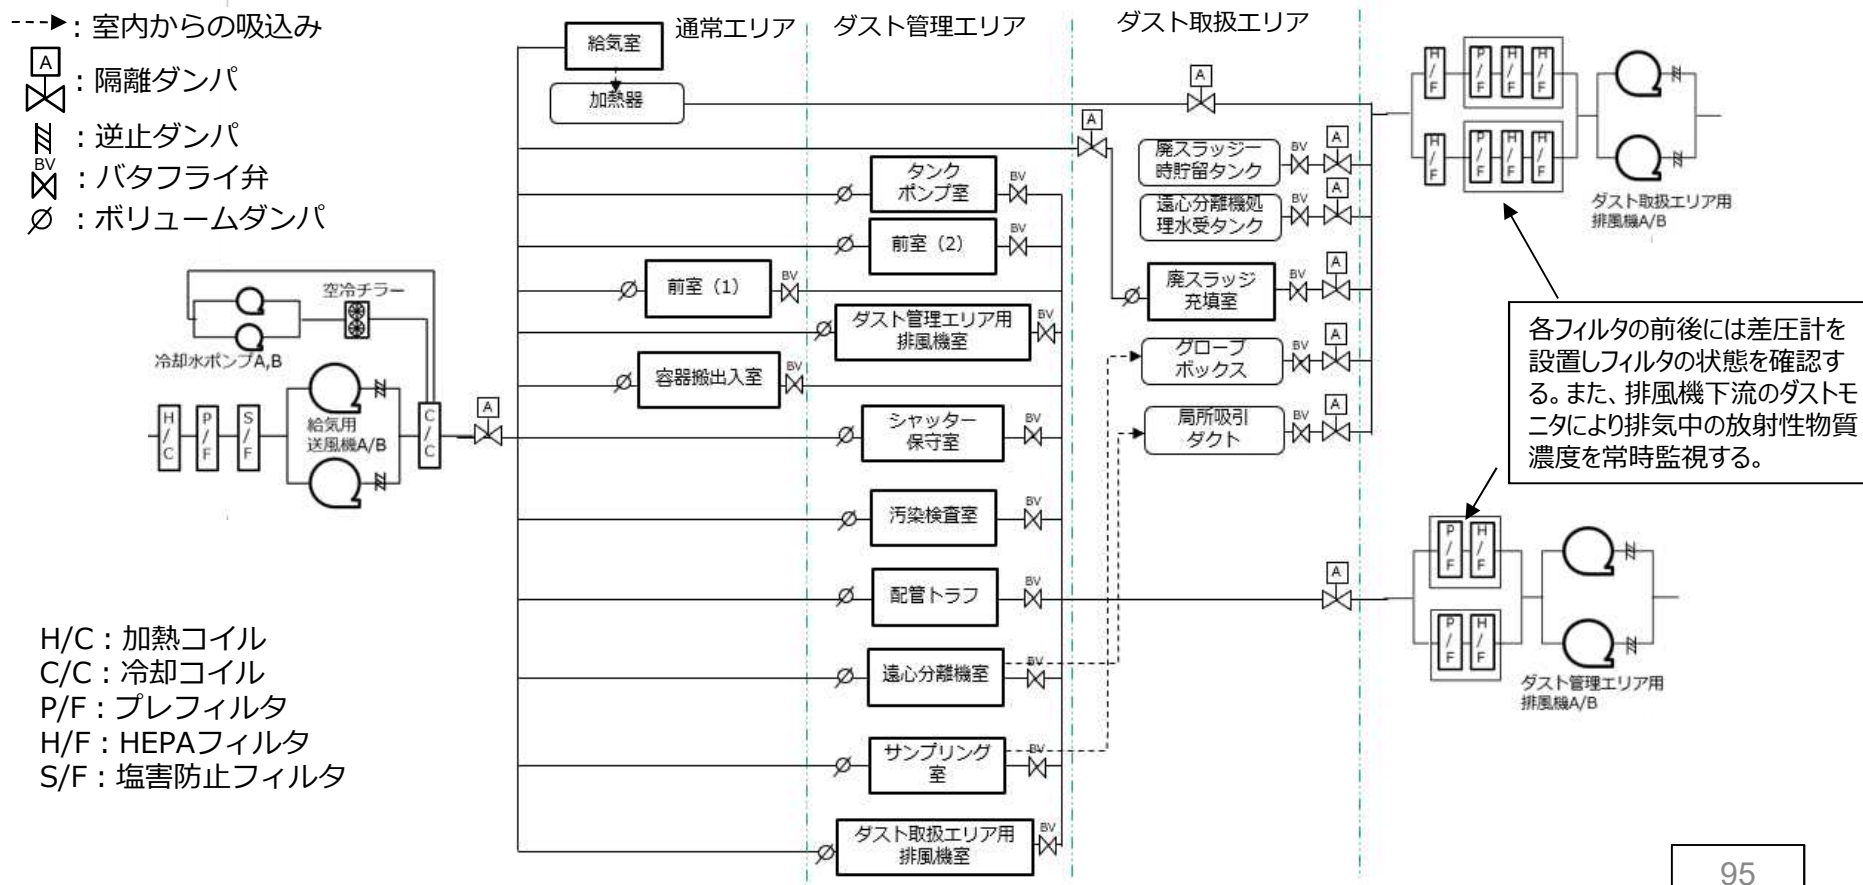 : 室内からの吸込み
A
: 隔離ダンパ
: 逆止ダンパ
BV
: バタフライ弁
: ボリュームダンパ
通常エリア
ダスト管理エリア
ダスト取扱エリア
給気室
加熱器
A
A
タンク
ポンプ室
BV
前室（2）
BV
前室（1）
BV
ダスト管理エリア用
排風機室
BV
容器搬出入室
BV
シャッター
保守室
BV
汚染検査室
BV
配管トラフ
BV
遠心分離機室
BV
サンプリング
室
BV
ダスト取扱エリア用
排風機室
BV
廃スラッジ一
時貯留タンク
BV
A
遠心分離機処
理水受タンク
BV
A
廃スラッジ
充填室
BV
A
グローブ
ボックス
BV
A
局所吸引
ダクト
BV
A
A
空冷チラー
冷却水ポンプA,B
給気用
送風機A/B
H/C
P/F
S/F
C/C
A
H/F
P/F
H/F
H/F
H/F
P/F
H/F
H/F
ダスト取扱エリア用
排風機A/B
各フィルタの前後には差圧計を
設置しフィルタの状態を確認す
る。また、排風機下流のダストモ
ニタにより排気中の放射性物質
濃度を常時監視する。
P/F
H/F
P/F
H/F
ダスト管理エリア用
排風機A/B
H/C：加熱コイル
C/C：冷却コイル
P/F：プレフィルタ
H/F：HEPAフィルタ
S/F：塩害防止フィルタ
95